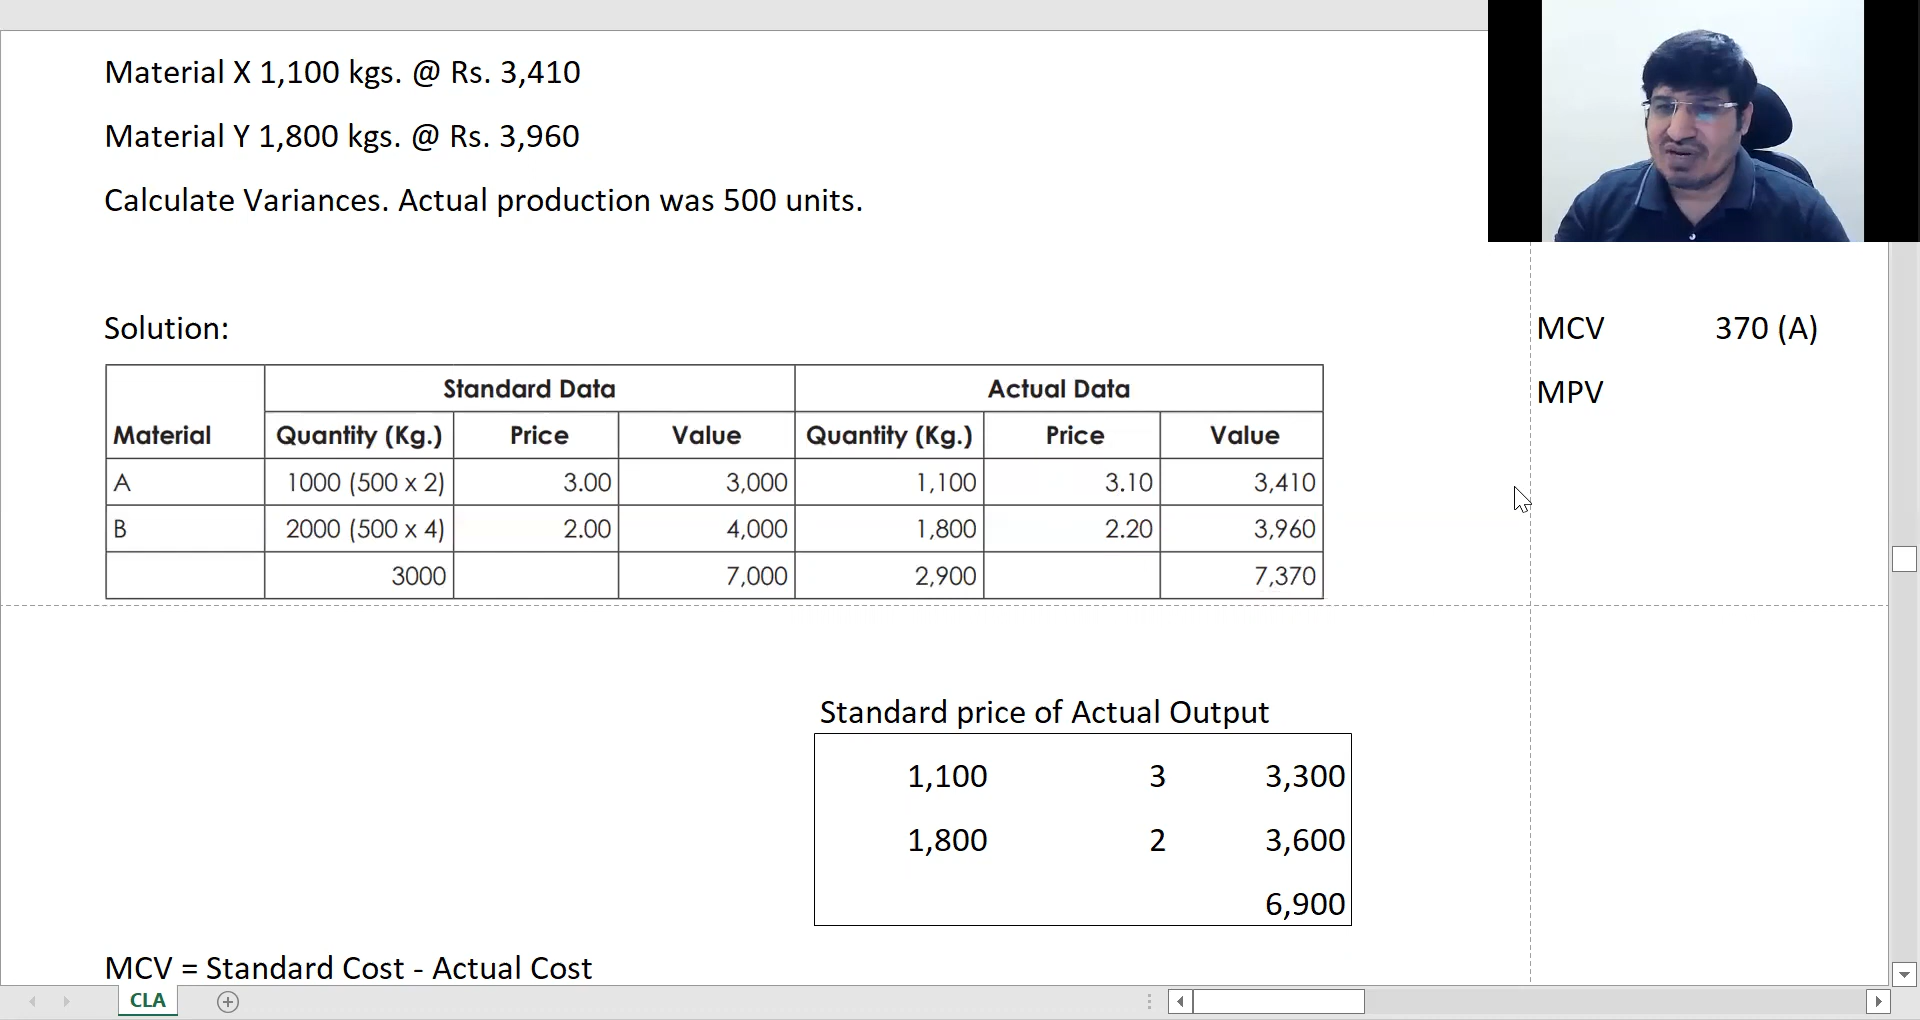 Material X 1,100 kgs. @ Rs. 3,410
Material Y 1,800 kgs. @ Rs. 3,960
Calculate Variances. Actual production was 500 units.
Solution:
MCV 370 (A)
MPV
Standard Data Actual Data
Material Quantity (Kg.) Price Value Quantity (Kg.) Price Value
A 1000 (500 x 2) 3.00 3,000 1,100 3.10 3,410
B 2000 (500 x 4) 2.00 4,000 1,800 2.20 3,960
3000 7,000 2,900 7,370
Standard price of Actual Output
1,100 3 3,300
1,800 2 3,600
6,900
MCV = Standard Cost - Actual Cost
CLA